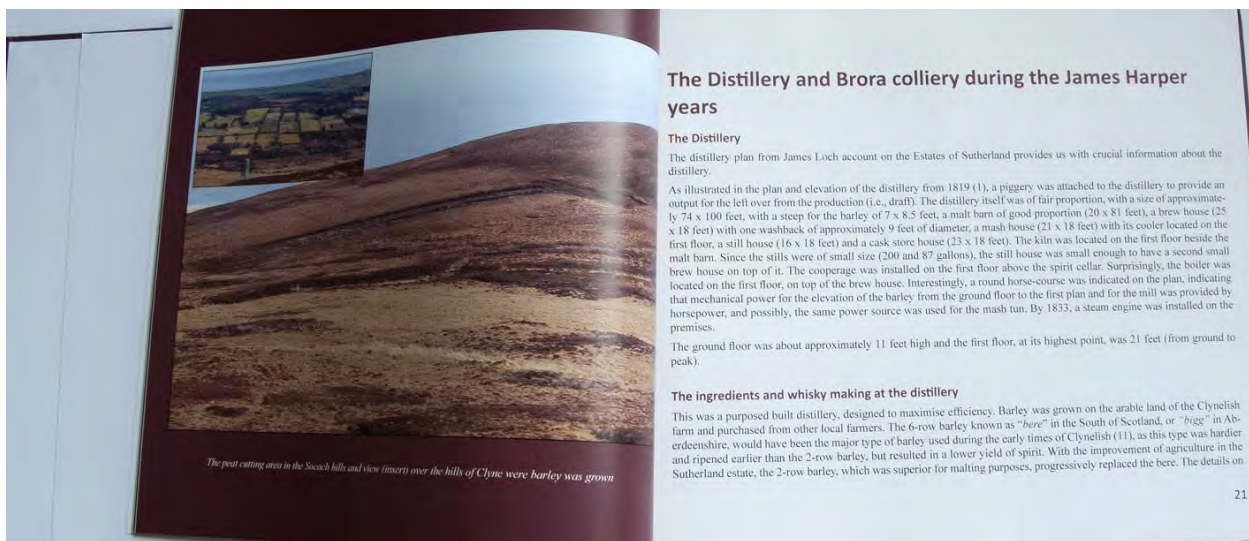 The peat cutting area in the Socach hills and view (insert) over the hills of Clyne were barley was grown
The Distillery and Brora colliery during the James Harper
years
The Distillery
The distillery plan from James Loch account on the Estates of Sutherland provides us with crucial information about the
distillery.
As illustrated in the plan and elevation of the distillery from 1819 (1), a piggery was attached to the distillery to provide an
output for the left over from the production (i.e., draff). The distillery itself was of fair proportion, with a size of approximate-
ly 74 x 100 feet, with a steep for the barley of 7 x 8.5 feet, a malt barn of good proportion (20 x 81 feet), a brew house (25
x 18 feet) with one washback of approximately 9 feet of diameter, a mash house (21 x 18 feet) with its cooler located on the
first floor, a still house (16 x 18 feet) and a cask store house (23 x 18 feet). The kiln was located on the first floor beside the
malt barn. Since the stills were of small size (200 and 87 gallons), the still house was small enough to have a second small
brew house on top of it. The cooperage was installed on the first floor above the spirit cellar. Surprisingly, the boiler was
located on the first floor, on top of the brew house. Interestingly, a round horse-course was indicated on the plan, indicating
that mechanical power for the elevation of the barley from the ground floor to the first plan and for the mill was provided by
horsepower, and possibly, the same power source was used for the mash tun. By 1833, a steam engine was installed on the
premises.
The ground floor was about approximately 11 feet high and the first floor, at its highest point, was 21 feet (from ground to
peak).
The ingredients and whisky making at the distillery
This was a purposed built distillery, designed to maximise efficiency. Barley was grown on the arable land of the Clynelish
farm and purchased from other local farmers. The 6-row barley known as "bere" in the South of Scotland, or "bigg" in Ab-
erdeenshire, would have been the major type of barley used during the early times of Clynelish (11), as this type was hardier
and ripened earlier than the 2-row barley, but resulted in a lower yield of spirit. With the improvement of agriculture in the
Sutherland estate, the 2-row barley, which was superior for malting purposes, progressively replaced the bere. The details on
21